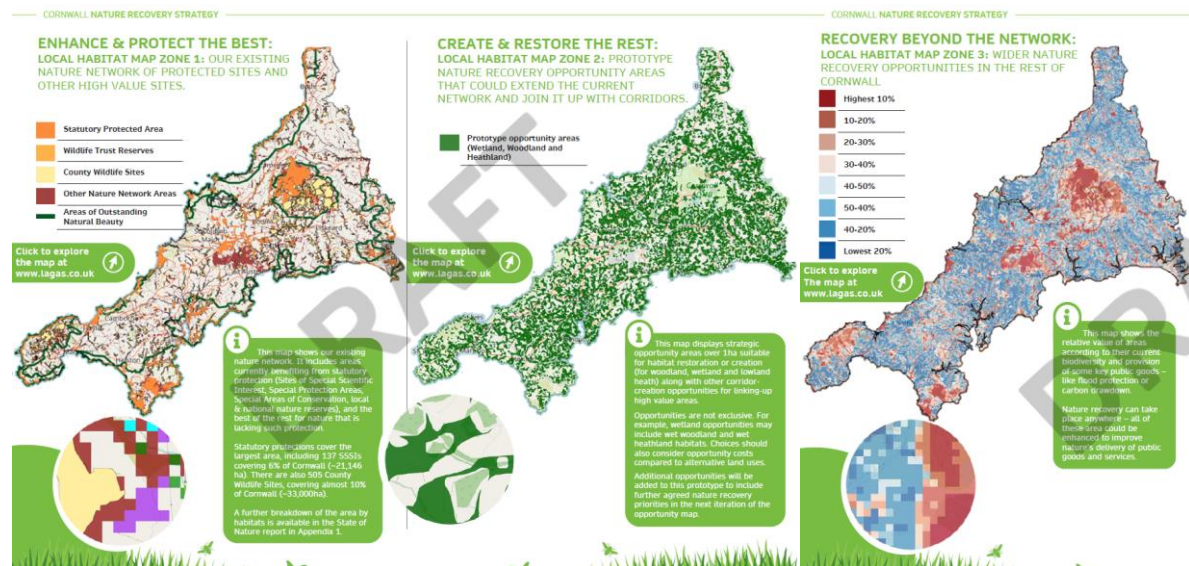 CORNWALL NATURE RECOVERY STRATEGY
ENHANCE & PROTECT THE BEST:
LOCAL HABITAT MAP ZONE 1: OUR EXISTING
NATURE NETWORK OF PROTECTED SITES AND
OTHER HIGH VALUE SITES.
Statutory Protected Area
Wildlife Trust Reserves
County Wildlife Sites
Other Nature Network Areas
Areas of Outstanding
Natural Beauty
Click to explore
the map at
www.lagas.co.uk
Camborne
Helston
i
This map shows our existing
nature network. It includes areas
currently benefiting from statutory
protection (Sites of Special Scientific
Interest, Special Protection Areas,
Special Areas of Conservation, local
& national nature reserves), and the
best of the rest for nature that is
lacking such protection.
Statutory protections cover the
largest area, including 137 SSSIs
covering 6% of Cornwall (~21,146
ha). There are also 505 County
Wildlife Sites, covering almost 10%
of Cornwall (~33,000ha).
A further breakdown of the area by
habitats is available in the State of
Nature report in Appendix 1.
CREATE & RESTORE THE REST:
LOCAL HABITAT MAP ZONE 2: PROTOTYPE
NATURE RECOVERY OPPORTUNITY AREAS
THAT COULD EXTEND THE CURRENT
NETWORK AND JOIN IT UP WITH CORRIDORS.
Prototype opportunity areas
(Wetland, Woodland and
Heathland)
Click to explore
the map at
www.lagas.co.uk
i
This map displays strategic
opportunity areas over 1ha suitable
for habitat restoration or creation
(for woodland, wetland and lowland
heath) along with other corridor-
creation opportunities for linking-up
high value areas.
Opportunities are not exclusive. For
example, wetland opportunities may
include wet woodland and wet
heathland habitats. Choices should
also consider opportunity costs
compared to alternative land uses.
Additional opportunities will be
added to this prototype to include
further agreed nature recovery
priorities in the next iteration of the
opportunity map.
DRAFT
CORNWALL NATURE RECOVERY STRATEGY
RECOVERY BEYOND THE NETWORK:
LOCAL HABITAT MAP ZONE 3: WIDER NATURE
RECOVERY OPPORTUNITIES IN THE REST OF
CORNWALL
Highest 10%
10-20%
20-30%
30-40%
40-50%
50-40%
40-20%
Lowest 20%
Click to explore
The map at
www.lagas.co.uk
i
This map shows the
relative value of areas
according to their current
biodiversity and provision
of some key public goods –
like flood protection or
carbon drawdown.
Nature recovery can take
place anywhere – all of
these area could be
enhanced to improve
nature's delivery of public
goods and services.